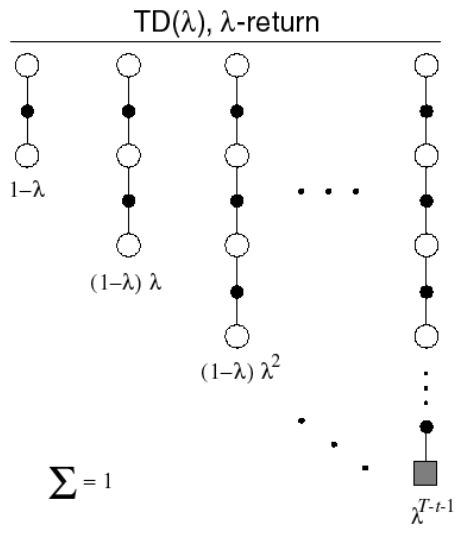 TD(λ), λ-return
1–λ
(1–λ) λ
(1–λ) λ²
∑ = 1
λᵀ⁻ᵗ⁻¹